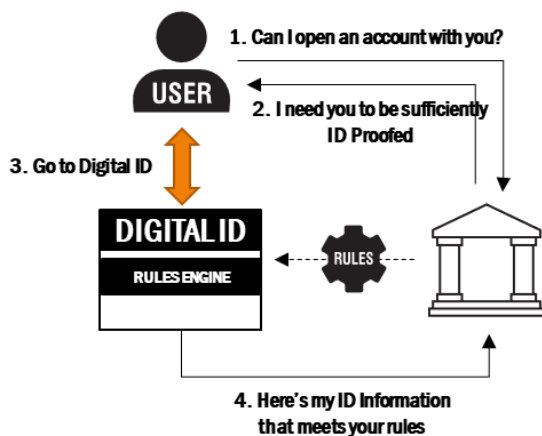 1. Can I open an account with you?
USER
2. I need you to be sufficiently
ID Proofed
3. Go to Digital ID
DIGITAL ID
RULES ENGINE
RULES
4. Here's my ID Information
that meets your rules